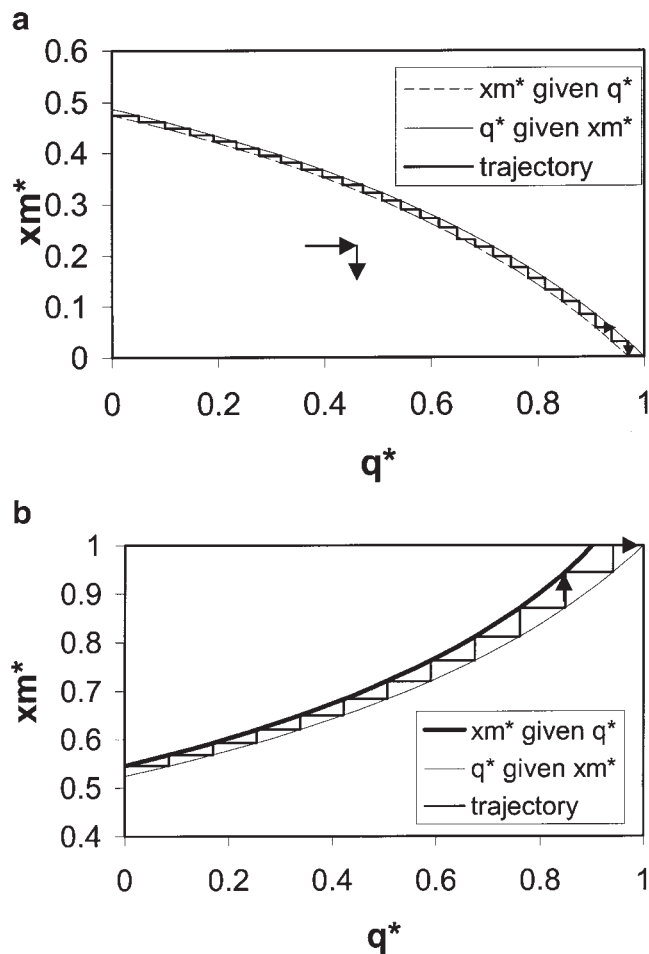 a
0.6
0.5
0.4
0.3
0.2
0.1
0
xm*
xm* given q*
q* given xm*
trajectory
0 0.2 0.4 0.6 0.8 1
q*
b
1
0.9
0.8
0.7
0.6
0.5
0.4
xm*
xm* given q*
q* given xm*
trajectory
0 0.2 0.4 0.6 0.8 1
q*